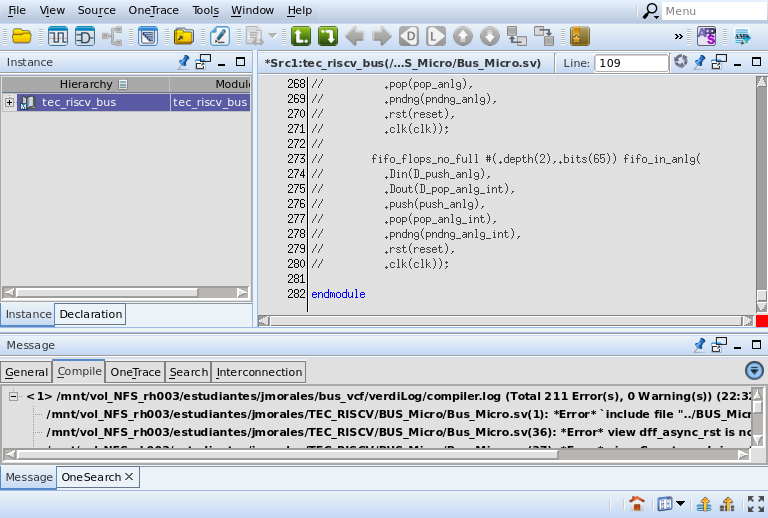 File View Source OneTrace Tools Window Help Menu
D L » APPS
Instance
*Src1:tec_riscv_bus(/...S_Micro/Bus_Micro.sv) Line: 109
Hierarchy Module
tec_riscv_bus tec_riscv_bus
268 // .pop(pop_anlg),
269 // .pndng(pndng_anlg),
270 // .rst(reset),
271 // .clk(clk));
272 //
273 // fifo_flops_no_full #(.depth(2),.bits(65)) fifo_in_anlg(
274 // .Din(D_push_anlg),
275 // .Dout(D_pop_anlg_int),
276 // .push(push_anlg),
277 // .pop(pop_anlg_int),
278 // .pndng(pndng_anlg_int),
279 // .rst(reset),
280 // .clk(clk));
281
282 endmodule
Instance Declaration
Message
General Compile OneTrace Search Interconnection
<1> /mnt/vol_NFS_rh003/estudiantes/jmorales/bus_vcf/verdiLog/compiler.log (Total 211 Error(s), 0 Warning(s)) (22:32
/mnt/vol_NFS_rh003/estudiantes/jmorales/TEC_RISCV/BUS_Micro/Bus_Micro.sv(1): *Error* `include file "../BUS_Micr
/mnt/vol_NFS_rh003/estudiantes/jmorales/TEC_RISCV/BUS_Micro/Bus_Micro.sv(36): *Error* view dff_async_rst is no
Message OneSearch